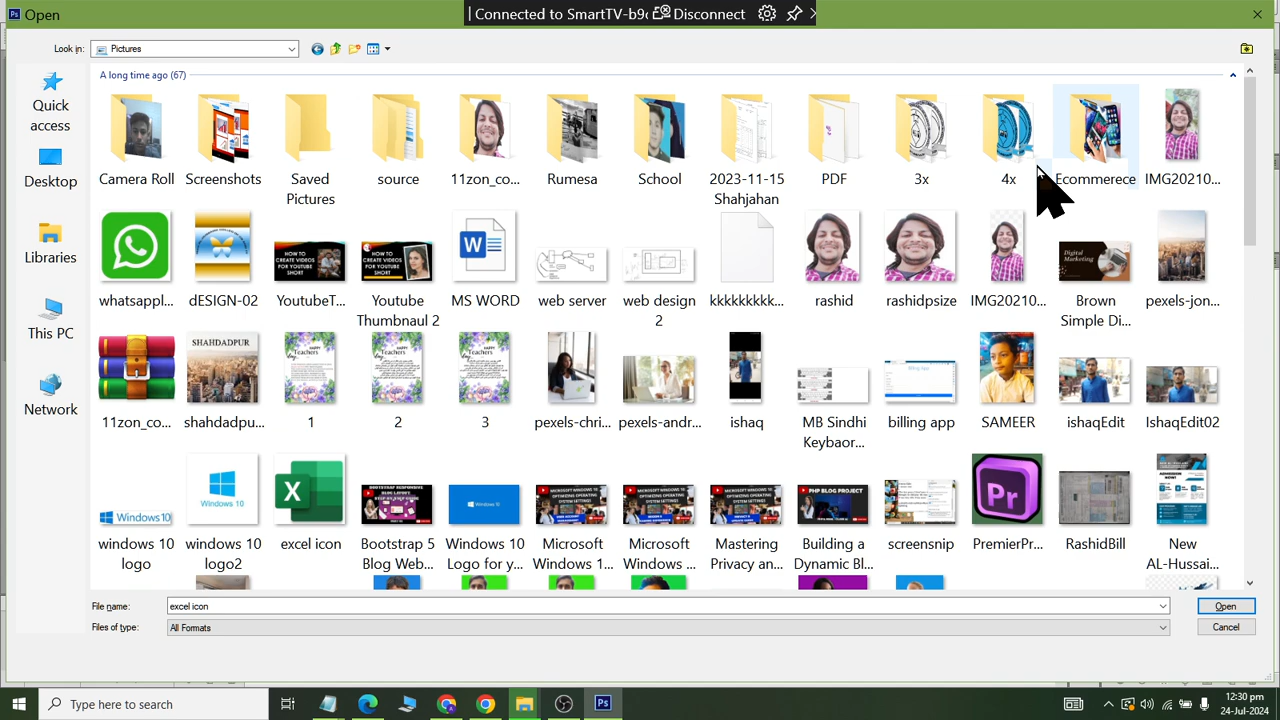 Open
Connected to SmartTV-b9c Disconnect
Look in: Pictures
A long time ago (67)
Quick access
Desktop
Libraries
This PC
Network
Camera Roll
Screenshots
Saved Pictures
source
11zon_co...
Rumesa
School
2023-11-15 Shahjahan
PDF
3x
4x
Ecommerece
IMG20210...
whatsappl...
dESIGN-02
YoutubeT...
Youtube Thumbnaul 2
MS WORD
web server
web design 2
kkkkkkkkk...
rashid
rashidpsize
IMG20210...
Brown Simple Di...
pexels-jon...
11zon_co...
SHAHDADPUR
shahdadpu...
1
2
3
pexels-chri...
pexels-andr...
ishaq
MB Sindhi Keybaor...
billing app
SAMEER
ishaqEdit
IshaqEdit02
windows 10 logo
windows 10 logo2
excel icon
Bootstrap 5 Blog Web...
Windows 10 Logo for y...
Microsoft Windows 1...
Microsoft Windows ...
Mastering Privacy an...
Building a Dynamic Bl...
screensnip
PremierPr...
RashidBill
New AL-Hussai...
File name: excel icon
Open
Files of type: All Formats
Cancel
Type here to search
12:30 pm
24-Jul-2024